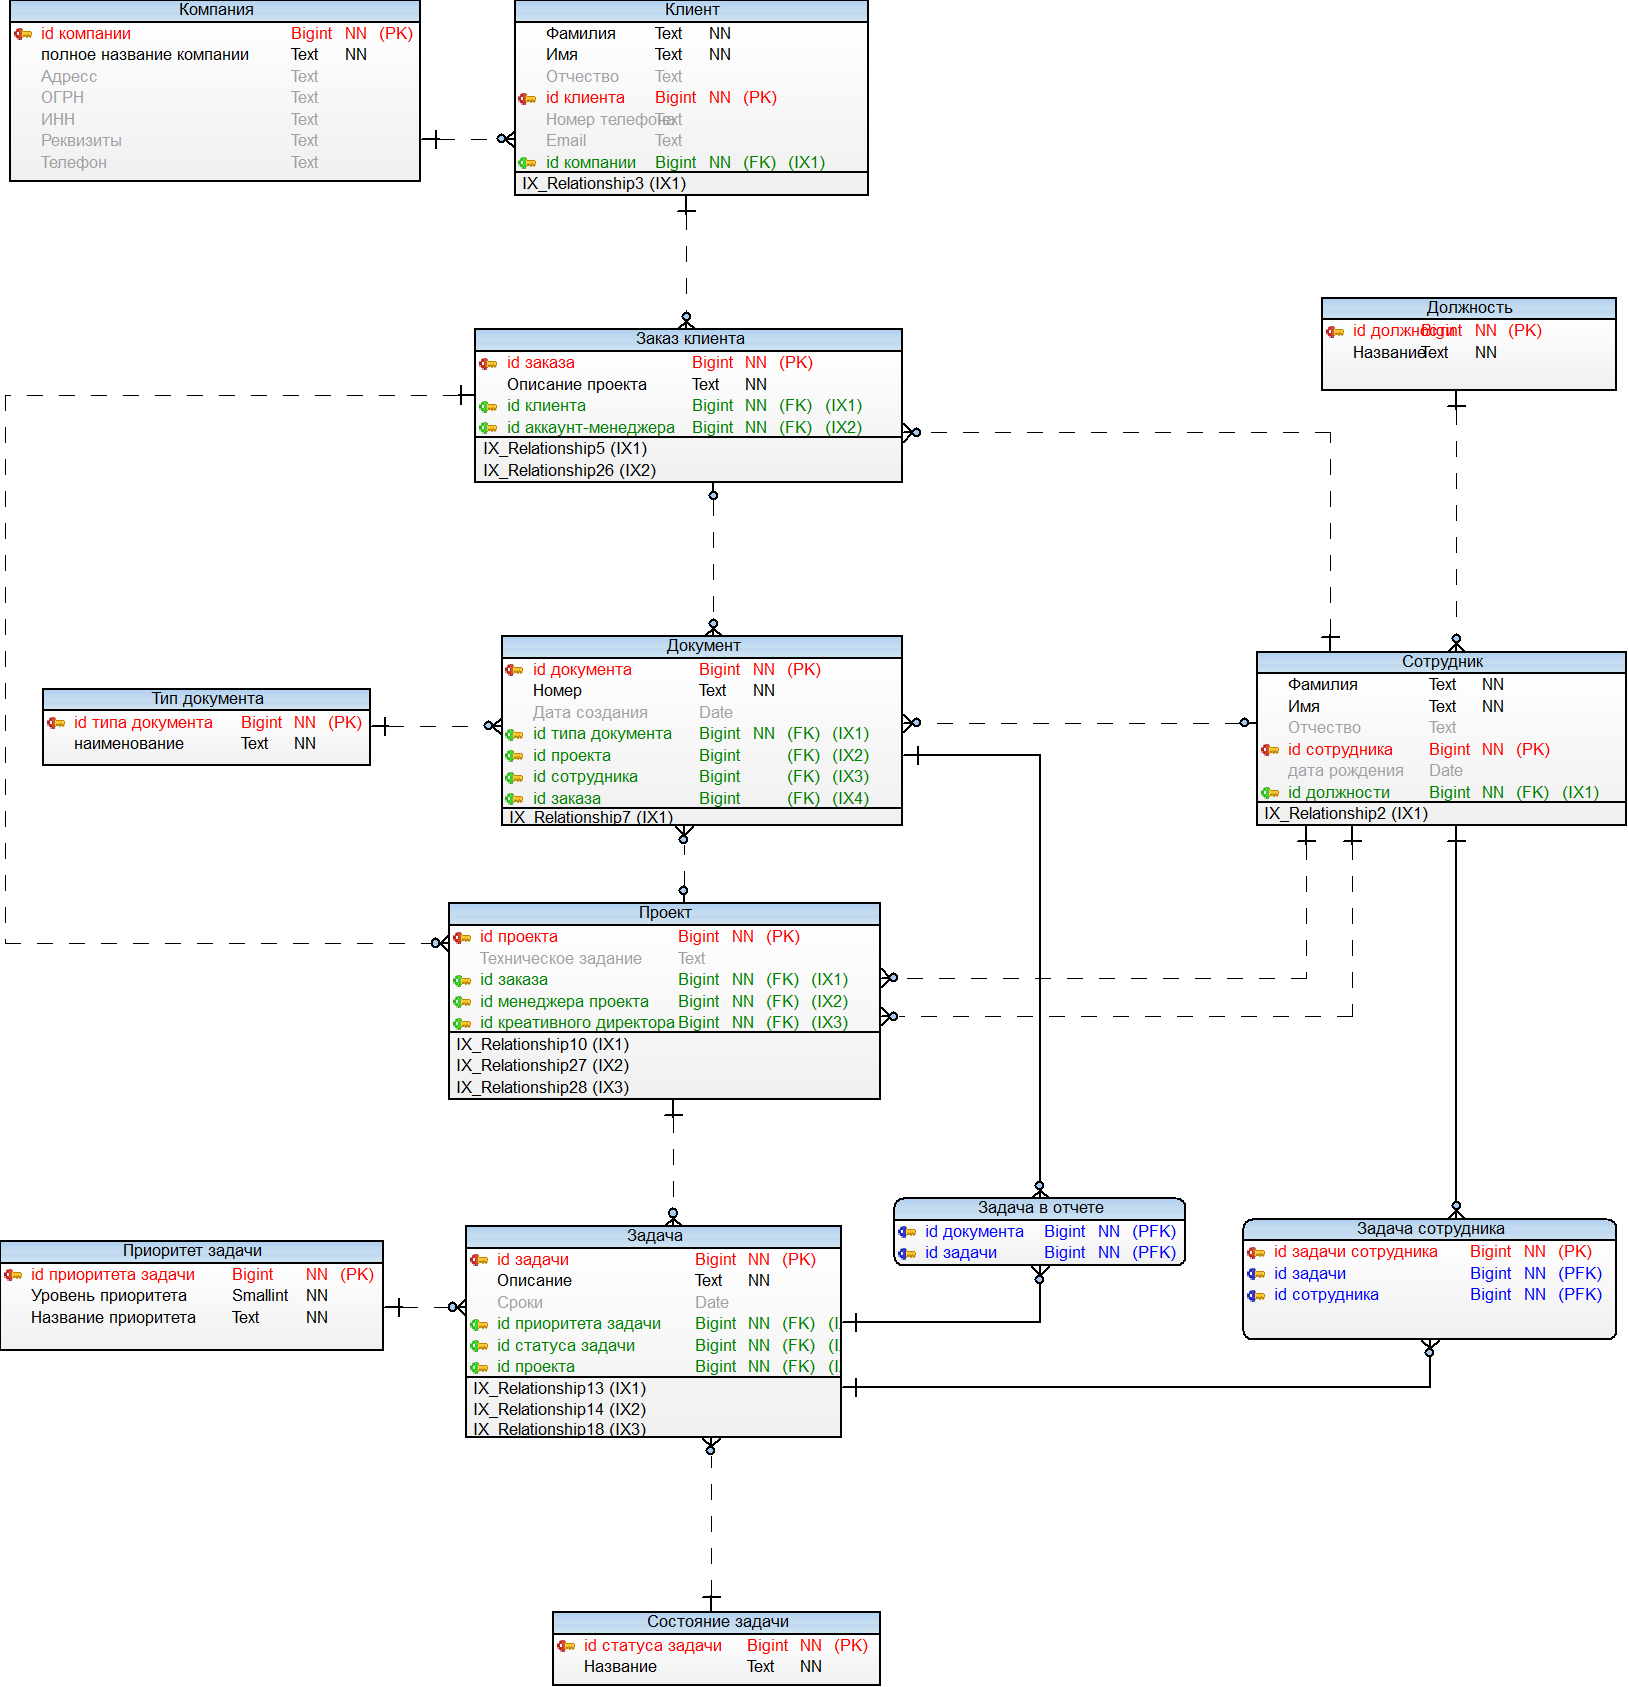 Компания
id компании Bigint NN (PK)
полное название компании Text NN
Адресс Text
ОГРН Text
ИНН Text
Реквизиты Text
Телефон Text
Клиент
Фамилия Text NN
Имя Text NN
Отчество Text
id клиента Bigint NN (PK)
Номер телефона Text
Email Text
id компании Bigint NN (FK) (IX1)
IX_Relationship3 (IX1)
Должность
id должности Bigint NN (PK)
Название Text NN
Заказ клиента
id заказа Bigint NN (PK)
Описание проекта Text NN
id клиента Bigint NN (FK) (IX1)
id аккаунт-менеджера Bigint NN (FK) (IX2)
IX_Relationship5 (IX1)
IX_Relationship26 (IX2)
Документ
id документа Bigint NN (PK)
Номер Text NN
Дата создания Date
id типа документа Bigint NN (FK) (IX1)
id проекта Bigint (FK) (IX2)
id сотрудника Bigint (FK) (IX3)
id заказа Bigint (FK) (IX4)
IX_Relationship7 (IX1)
Тип документа
id типа документа Bigint NN (PK)
наименование Text NN
Сотрудник
Фамилия Text NN
Имя Text NN
Отчество Text
id сотрудника Bigint NN (PK)
дата рождения Date
id должности Bigint NN (FK) (IX1)
IX_Relationship2 (IX1)
Проект
id проекта Bigint NN (PK)
Техническое задание Text
id заказа Bigint NN (FK) (IX1)
id менеджера проекта Bigint NN (FK) (IX2)
id креативного директора Bigint NN (FK) (IX3)
IX_Relationship10 (IX1)
IX_Relationship27 (IX2)
IX_Relationship28 (IX3)
Задача в отчете
id документа Bigint NN (PFK)
id задачи Bigint NN (PFK)
Задача сотрудника
id задачи сотрудника Bigint NN (PK)
id задачи Bigint NN (PFK)
id сотрудника Bigint NN (PFK)
Приоритет задачи
id приоритета задачи Bigint NN (PK)
Уровень приоритета Smallint NN
Название приоритета Text NN
Задача
id задачи Bigint NN (PK)
Описание Text NN
Сроки Date
id приоритета задачи Bigint NN (FK) (I
id статуса задачи Bigint NN (FK) (I
id проекта Bigint NN (FK) (I
IX_Relationship13 (IX1)
IX_Relationship14 (IX2)
IX_Relationship18 (IX3)
Состояние задачи
id статуса задачи Bigint NN (PK)
Название Text NN